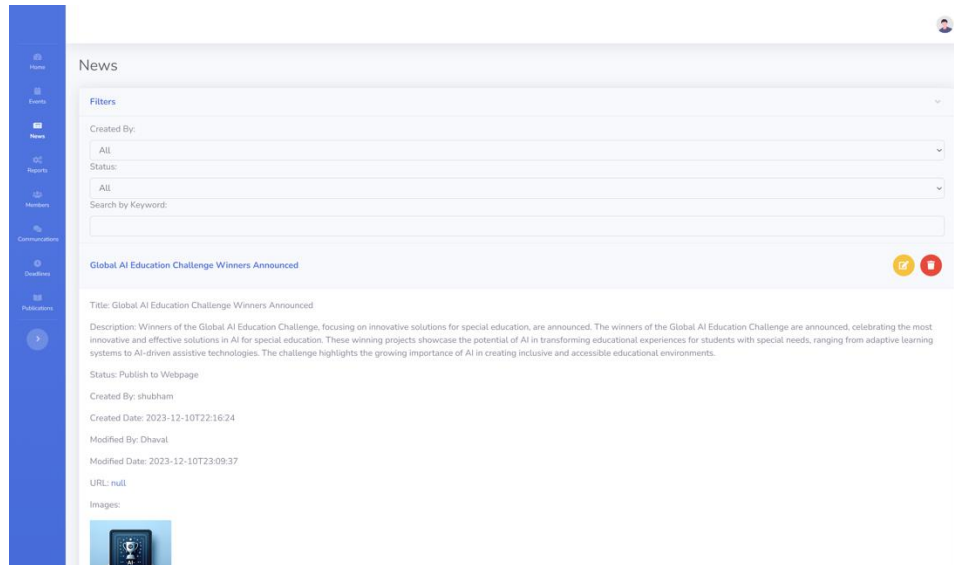 News
Home
Events
News
Reports
Members
Communications
Deadlines
Publications
Filters
Created By:
All
Status:
All
Search by Keyword:
Global AI Education Challenge Winners Announced
Title: Global AI Education Challenge Winners Announced
Description: Winners of the Global AI Education Challenge, focusing on innovative solutions for special education, are announced. The winners of the Global AI Education Challenge are announced, celebrating the most
innovative and effective solutions in AI for special education. These winning projects showcase the potential of AI in transforming educational experiences for students with special needs, ranging from adaptive learning
systems to AI-driven assistive technologies. The challenge highlights the growing importance of AI in creating inclusive and accessible educational environments.
Status: Publish to Webpage
Created By: shubham
Created Date: 2023-12-10T22:16:24
Modified By: Dhaval
Modified Date: 2023-12-10T23:09:37
URL: null
Images:
AI